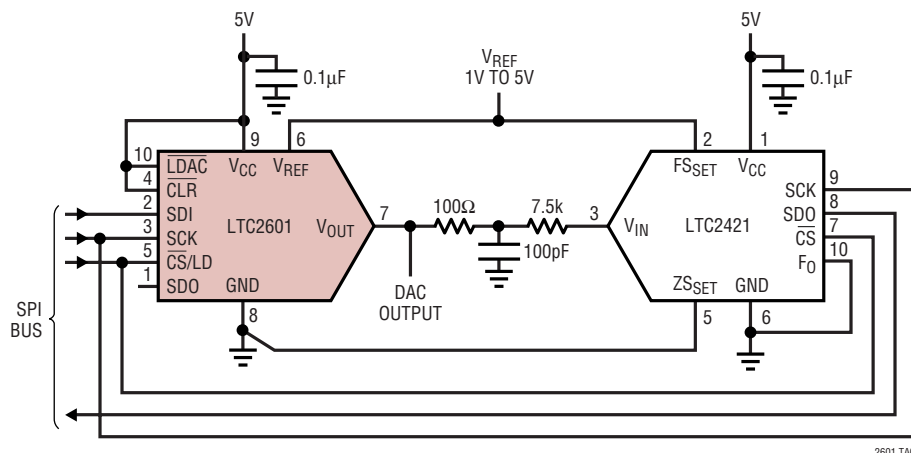 5V
0.1µF
VREF
1V TO 5V
5V
0.1µF
9
6
2
1
10
LDAC
VCC
VREF
FSSET
VCC
4
CLR
2
SDI
3
SCK
5
CS/LD
1
SDO
GND
8
LTC2601
VOUT
7
100Ω
7.5k
3
100pF
DAC
OUTPUT
VIN
LTC2421
SCK
9
SDO
8
CS
7
FO
10
ZSSET
GND
5
6
SPI
BUS